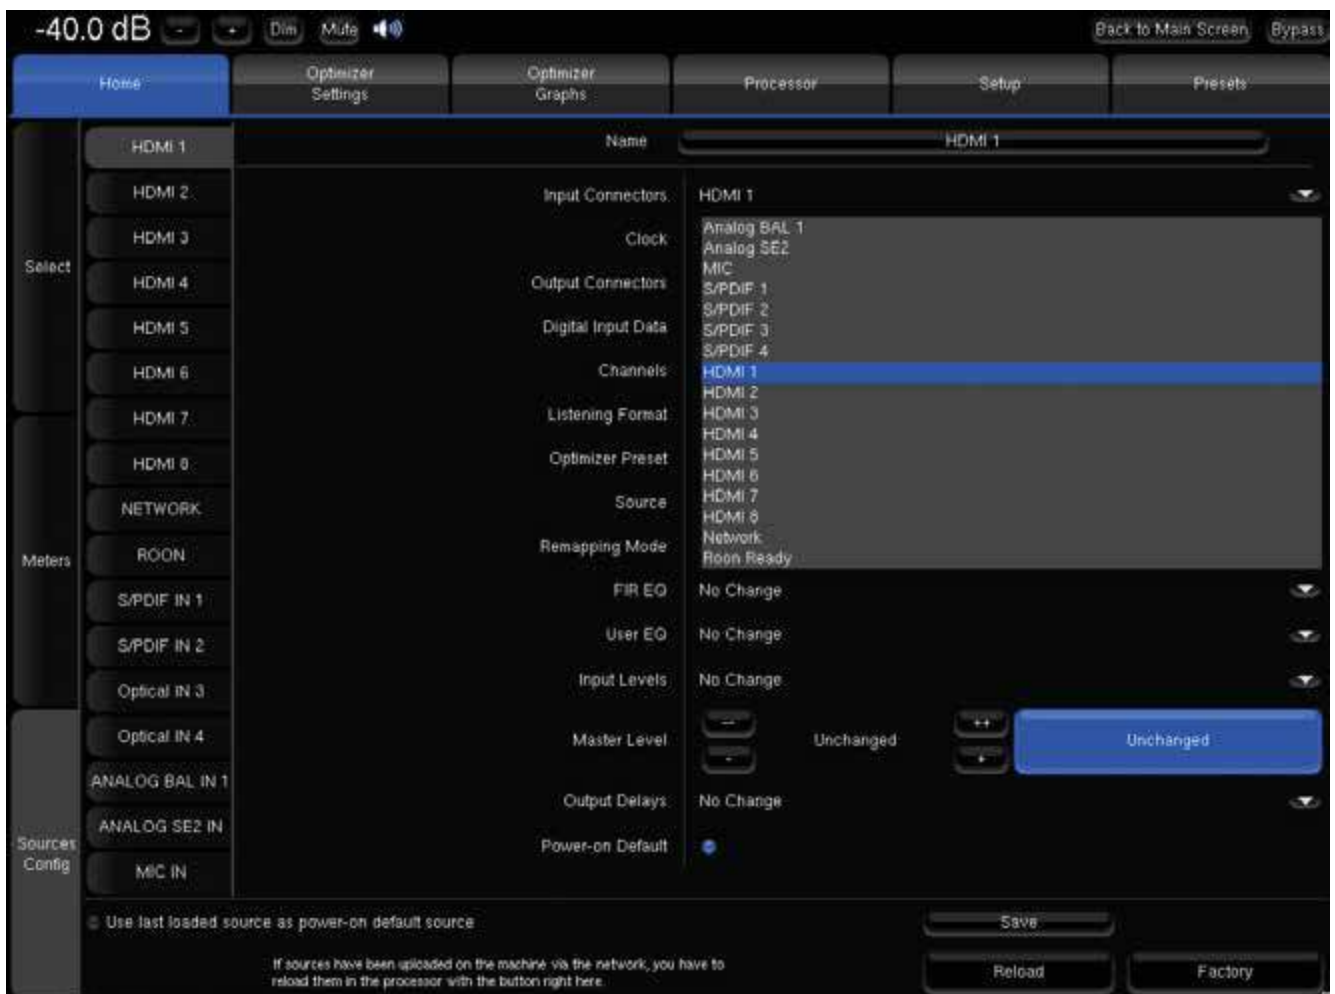 -40.0 dB - + Dim Mute Back to Main Screen Bypass
Home Optimizer Settings Optimizer Graphs Processor Setup Presets
Select
Meters
Sources Config
HDMI 1
HDMI 2
HDMI 3
HDMI 4
HDMI 5
HDMI 6
HDMI 7
HDMI 8
NETWORK
ROON
S/PDIF IN 1
S/PDIF IN 2
Optical IN 3
Optical IN 4
ANALOG BAL IN 1
ANALOG SE2 IN
MIC IN
Name HDMI 1
Input Connectors HDMI 1
Clock
Output Connectors
Digital Input Data
Channels
Listening Format
Optimizer Preset
Source
Remapping Mode
Analog BAL 1
Analog SE2
MIC
S/PDIF 1
S/PDIF 2
S/PDIF 3
S/PDIF 4
HDMI 1
HDMI 2
HDMI 3
HDMI 4
HDMI 5
HDMI 6
HDMI 7
HDMI 8
Network
Roon Ready
FIR EQ No Change
User EQ No Change
Input Levels No Change
Master Level -- - Unchanged ++ + Unchanged
Output Delays No Change
Power-on Default
Use last loaded source as power-on default source
Save
If sources have been uploaded on the machine via the network, you have to
reload them in the processor with the button right here.
Reload Factory